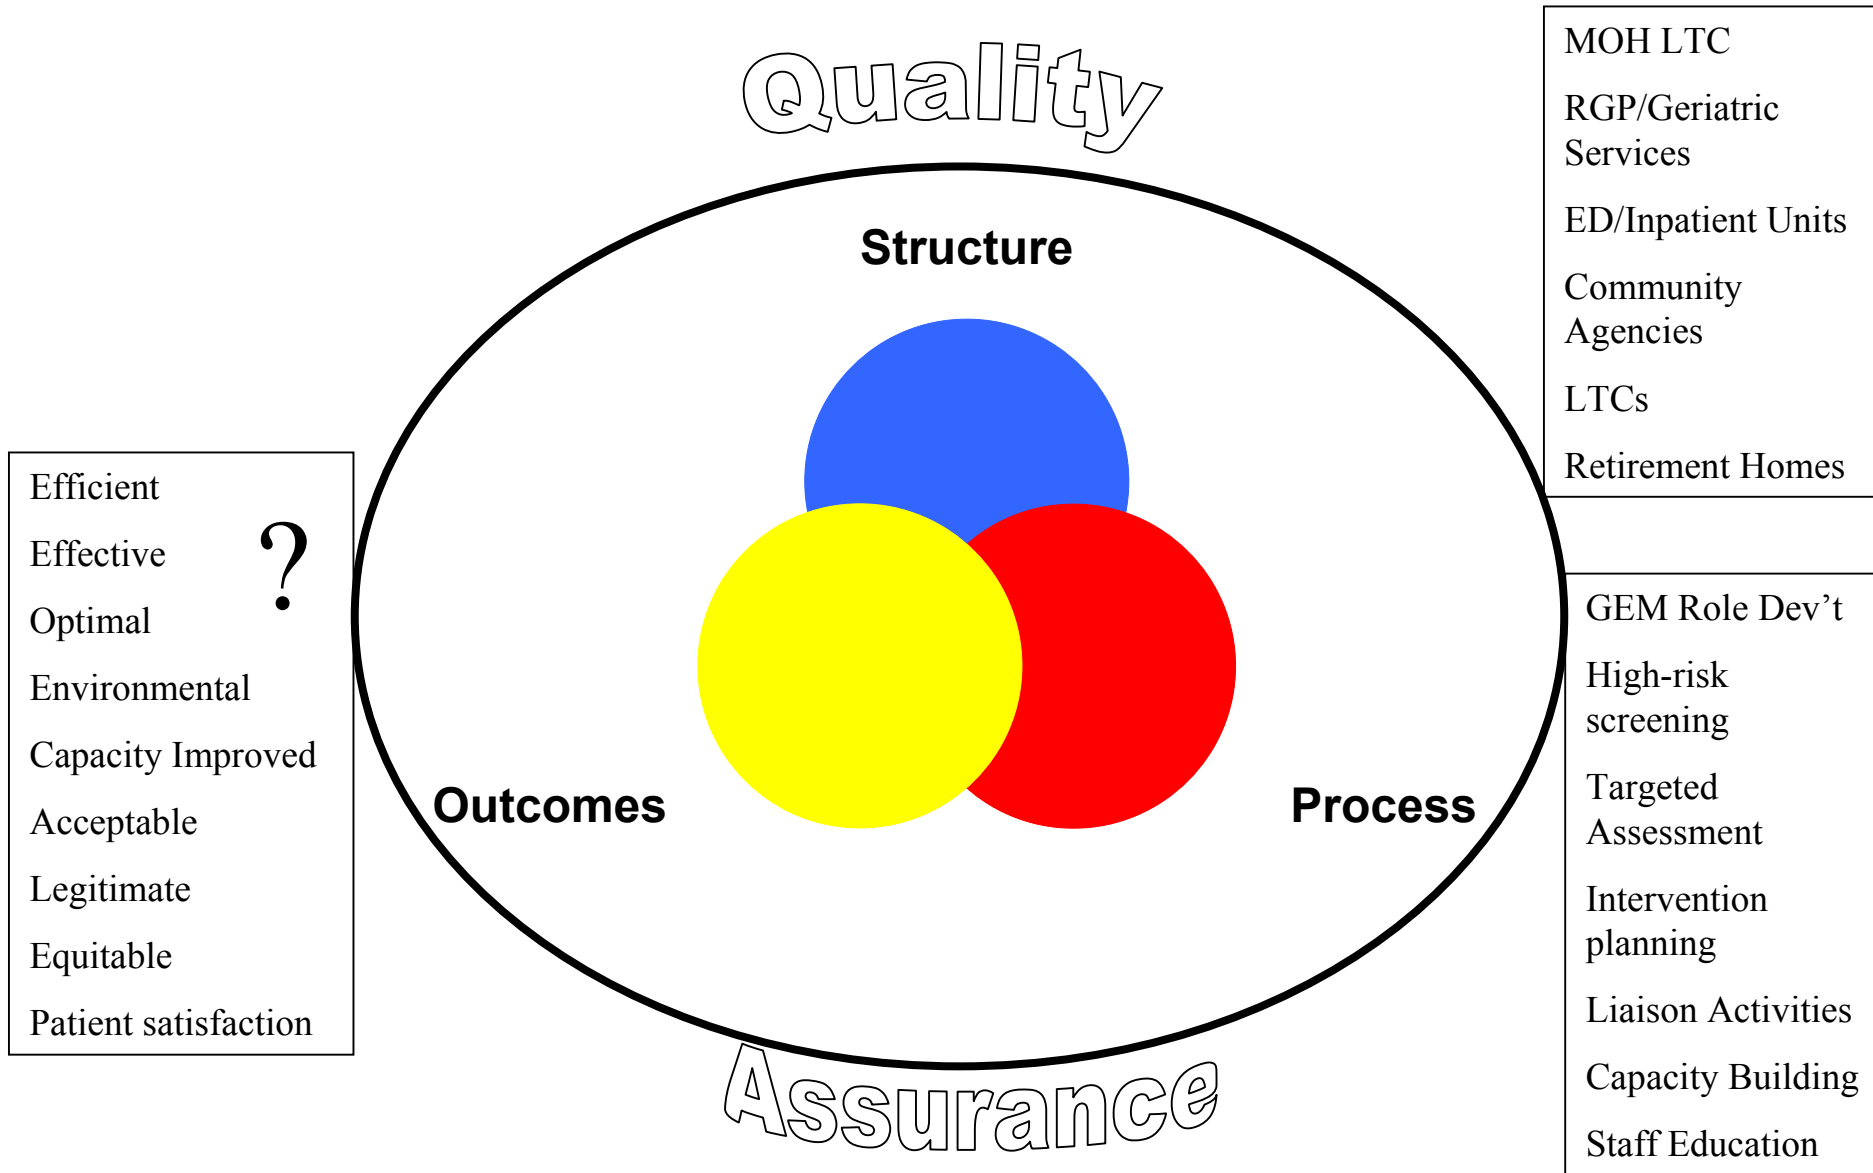 Quality
MOH LTC
RGP/Geriatric
Services
ED/Inpatient Units
Community
Agencies
LTCs
Retirement Homes
Structure
Efficient
Effective
?
Optimal
Environmental
Capacity Improved
Acceptable
Legitimate
Equitable
Patient satisfaction
Outcomes
Process
GEM Role Dev’t
High-risk
screening
Targeted
Assessment
Intervention
planning
Liaison Activities
Capacity Building
Staff Education
Assurance